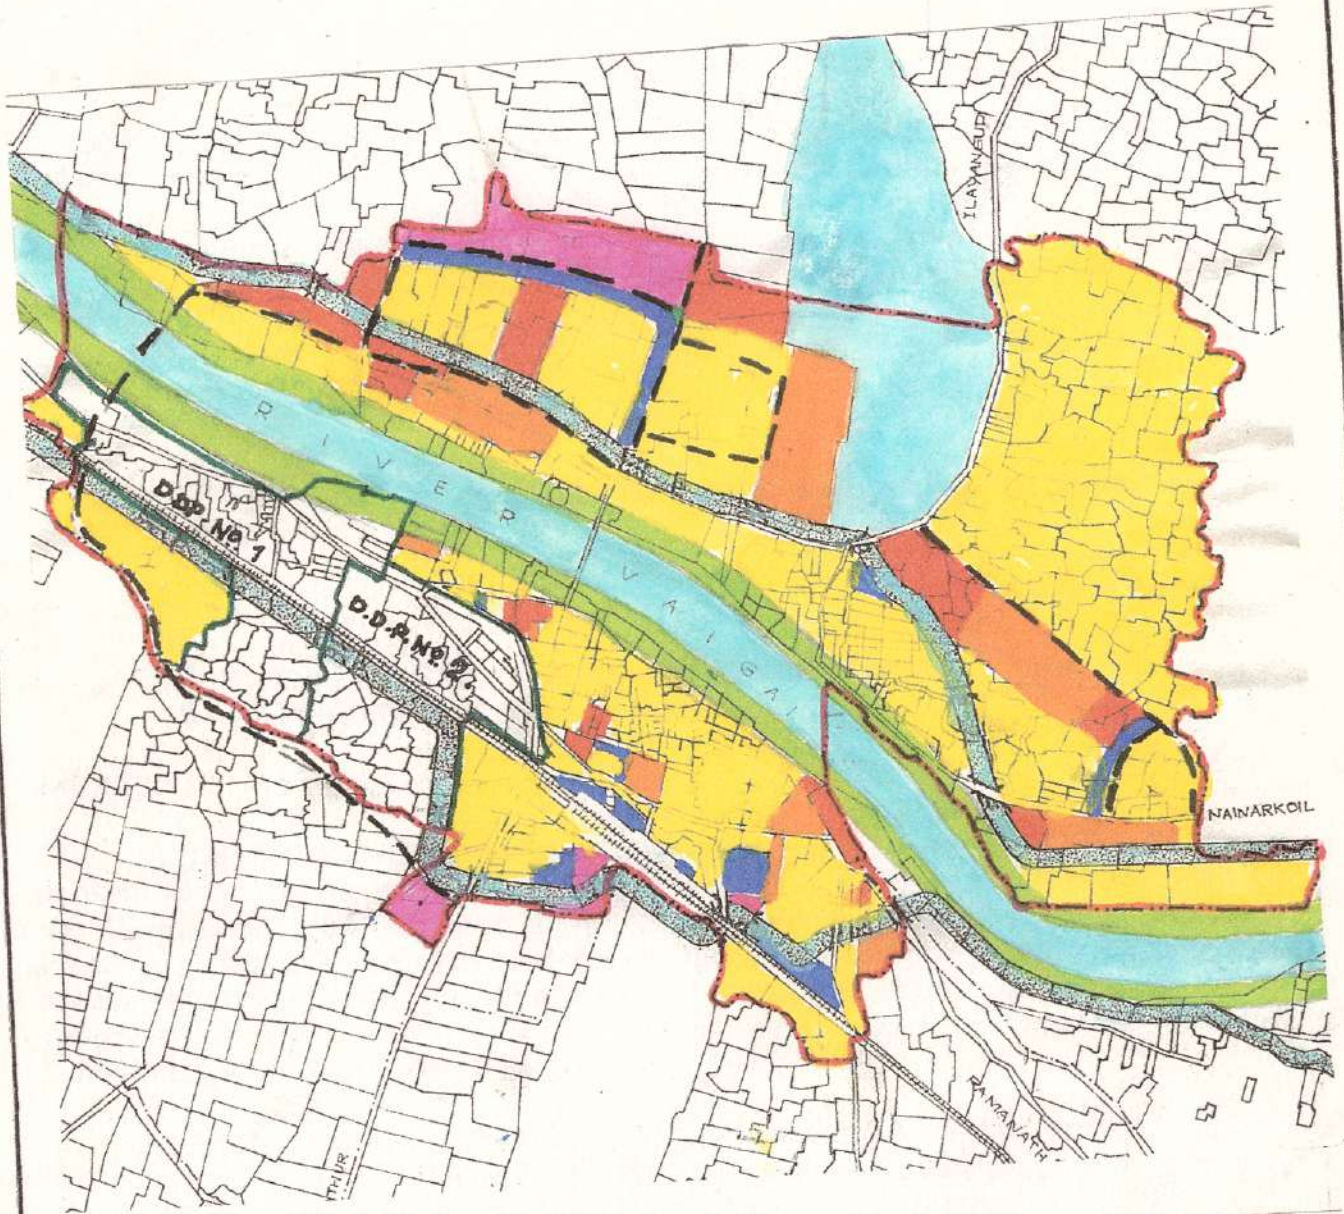 ILAYANGUDI
RIVER VAIGAI
D.D.P. No. 1
D.D.P. No. 2
NAINARKOIL
RAMANATH
THUR